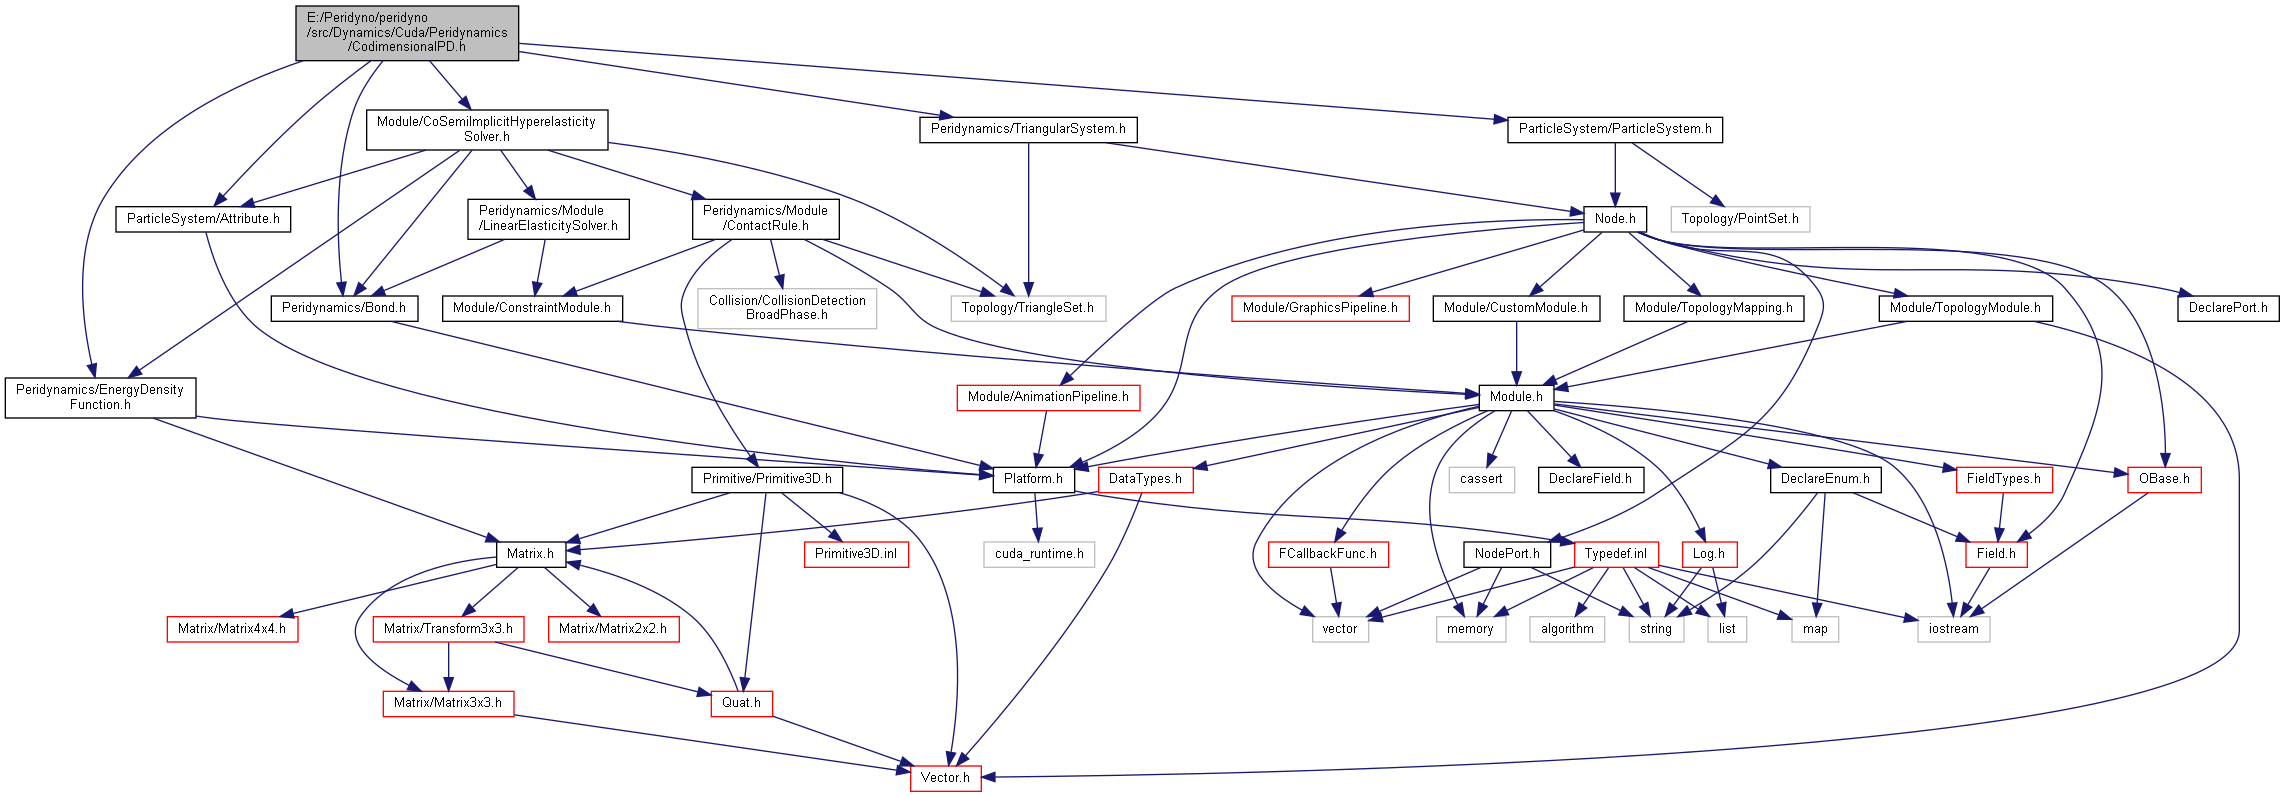 E:/Peridyno/peridyno
/src/Dynamics/Cuda/Peridynamics
/CodimensionalPD.h
Module/CoSemiImplicitHyperelasticity
Solver.h
Peridynamics/TriangularSystem.h
ParticleSystem/ParticleSystem.h
ParticleSystem/Attribute.h
Peridynamics/Module
/LinearElasticitySolver.h
Peridynamics/Module
/ContactRule.h
Node.h
Topology/PointSet.h
Peridynamics/Bond.h
Module/ConstraintModule.h
Collision/CollisionDetection
BroadPhase.h
Topology/TriangleSet.h
Module/GraphicsPipeline.h
Module/CustomModule.h
Module/TopologyMapping.h
Module/TopologyModule.h
DeclarePort.h
Peridynamics/EnergyDensity
Function.h
Module/AnimationPipeline.h
Module.h
Primitive/Primitive3D.h
Platform.h
DataTypes.h
cassert
DeclareField.h
DeclareEnum.h
FieldTypes.h
OBase.h
Matrix.h
Primitive3D.inl
cuda_runtime.h
FCallbackFunc.h
NodePort.h
Typedef.inl
Log.h
Field.h
Matrix/Matrix4x4.h
Matrix/Transform3x3.h
Matrix/Matrix2x2.h
vector
memory
algorithm
string
list
map
iostream
Matrix/Matrix3x3.h
Quat.h
Vector.h